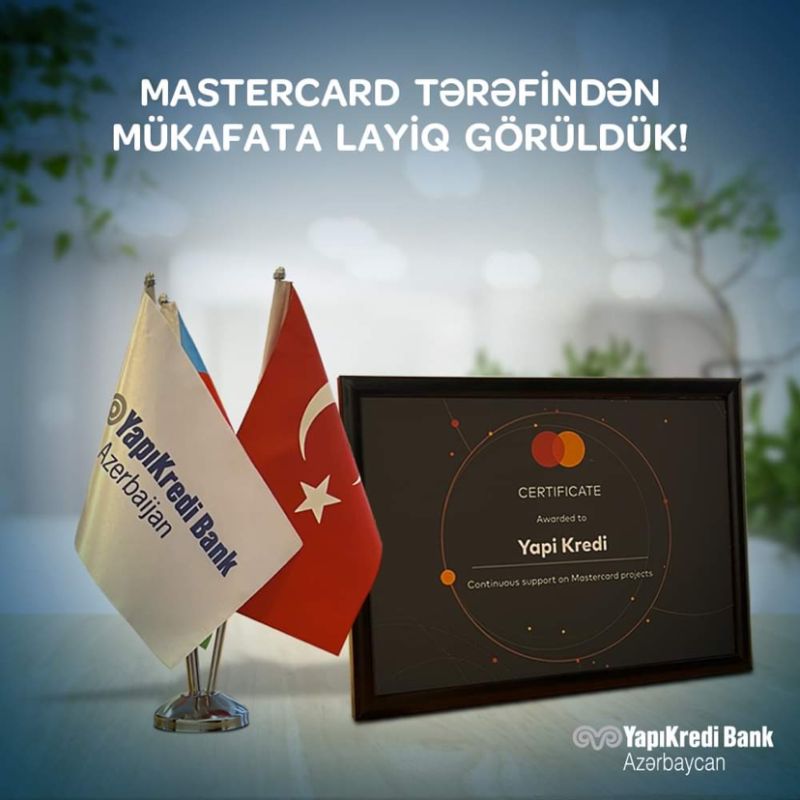 MASTERCARD TƏRƏFİNDƏN
MÜKAFATA LAYİQ GÖRÜLDÜK!
YapıKredi Bank
Azerbaijan
CERTIFICATE
Awarded to
Yapi Kredi
Continuous support on Mastercard projects
YapıKredi Bank
Azərbaycan